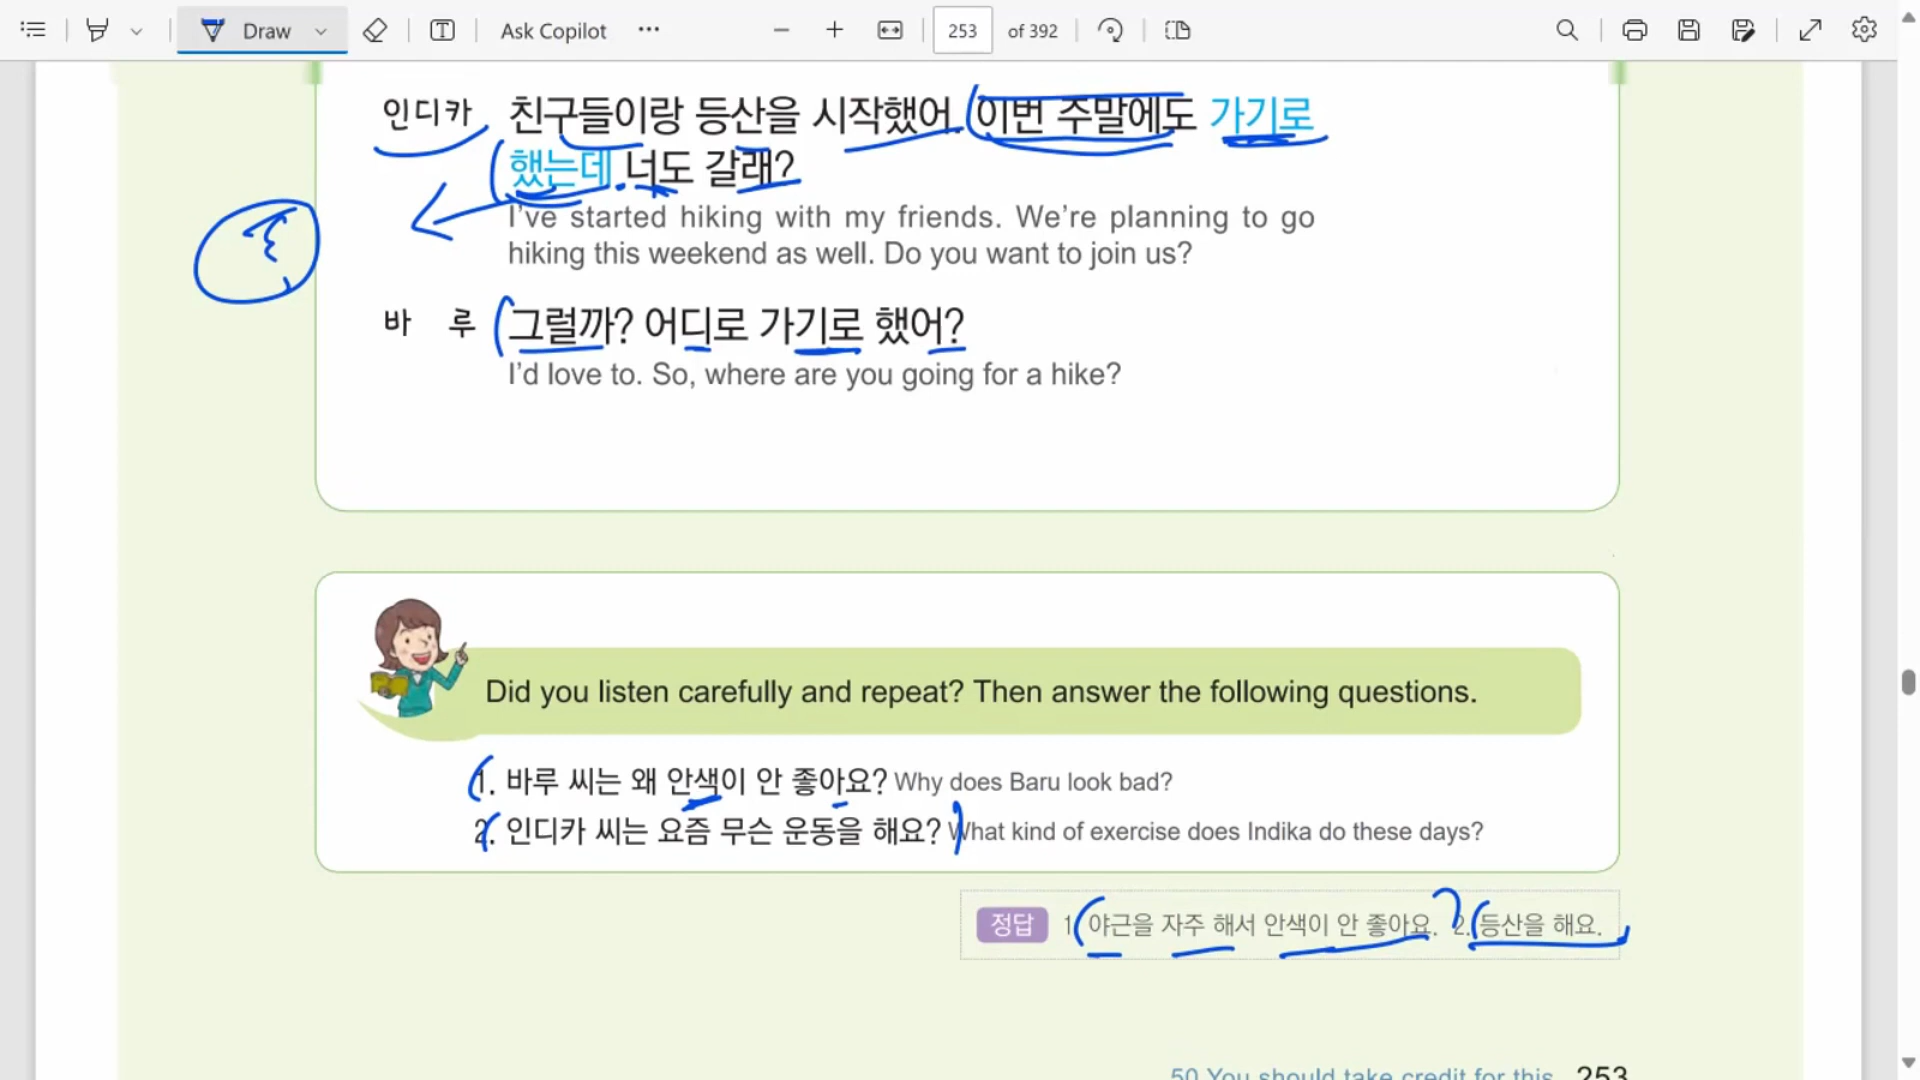 Draw
Ask Copilot
253 of 392
인디카 친구들이랑 등산을 시작했어. 이번 주말에도 가기로
했는데 너도 갈래?
I've started hiking with my friends. We're planning to go
hiking this weekend as well. Do you want to join us?
바 루 그럴까? 어디로 가기로 했어?
I'd love to. So, where are you going for a hike?
Did you listen carefully and repeat? Then answer the following questions.
1. 바루 씨는 왜 안색이 안 좋아요? Why does Baru look bad?
2. 인디카 씨는 요즘 무슨 운동을 해요? What kind of exercise does Indika do these days?
정답 1. 야근을 자주 해서 안색이 안 좋아요. 2. 등산을 해요.
50 You should take credit for this 253